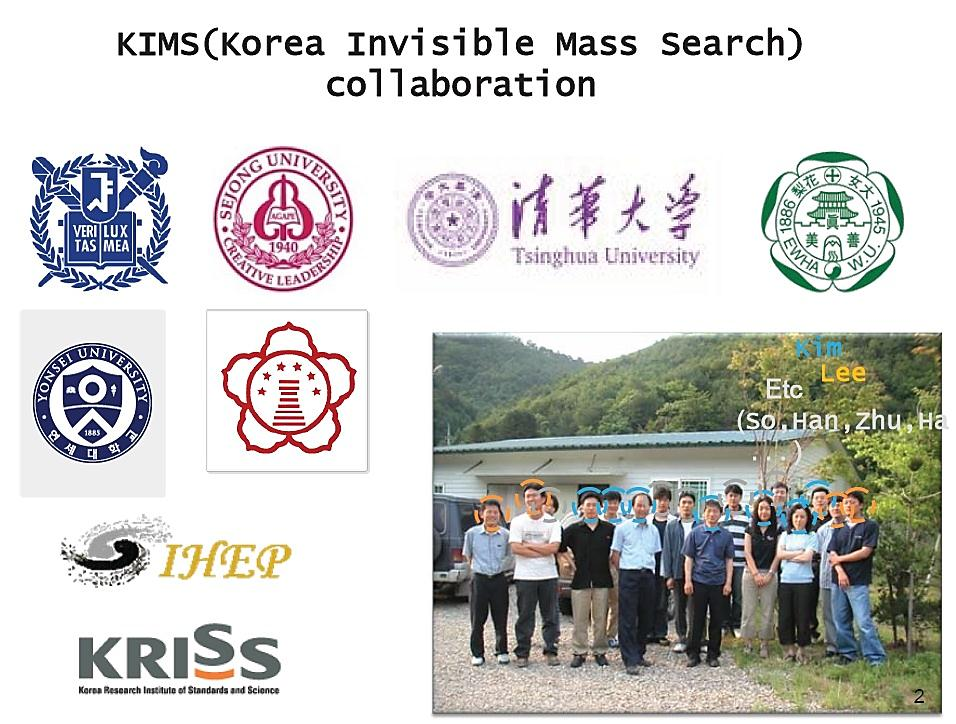 KIMS(Korea Invisible Mass Search)
collaboration
VERI LUX
TAS MEA
SEJONG UNIVERSITY
AGAPE
1940
CREATIVE LEADERSHIP
清華大学
Tsinghua University
梨花女大
1886 1945
美善
EWHA W.U.
YONSEI UNIVERSITY
1885
연세대학교
IHEP
KRISS
Korea Research Institute of Standards and Science
Kim
Lee
Etc
(So,Han,Zhu,Ha
...)
2